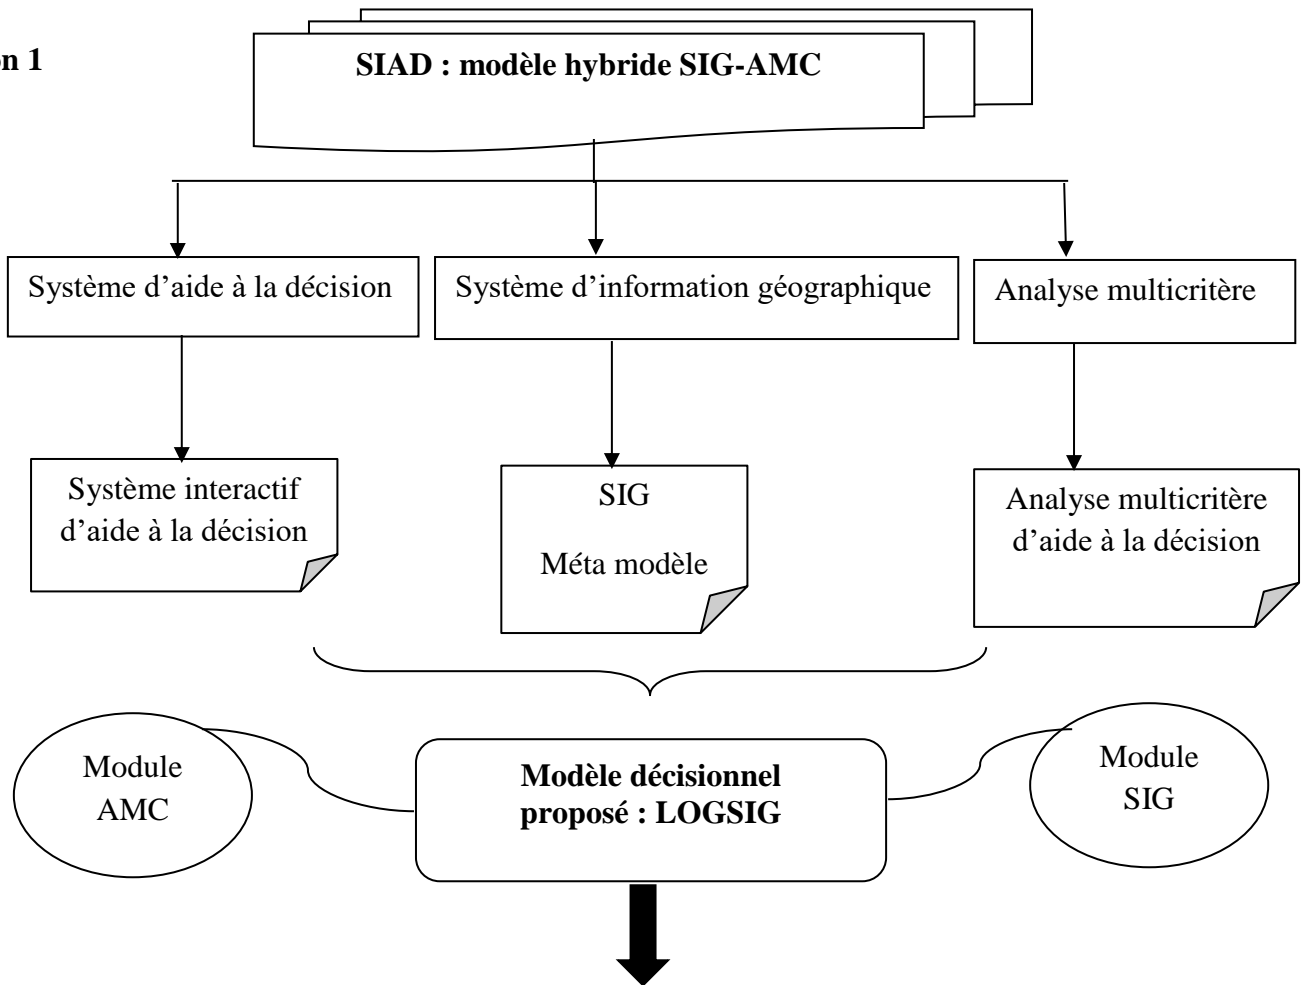 n 1
SIAD : modèle hybride SIG-AMC
Système d’aide à la décision
Système d’information géographique
Analyse multicritère
Système interactif
d’aide à la décision
SIG
Méta modèle
Analyse multicritère
d’aide à la décision
Module
AMC
Modèle décisionnel
proposé : LOGSIG
Module
SIG